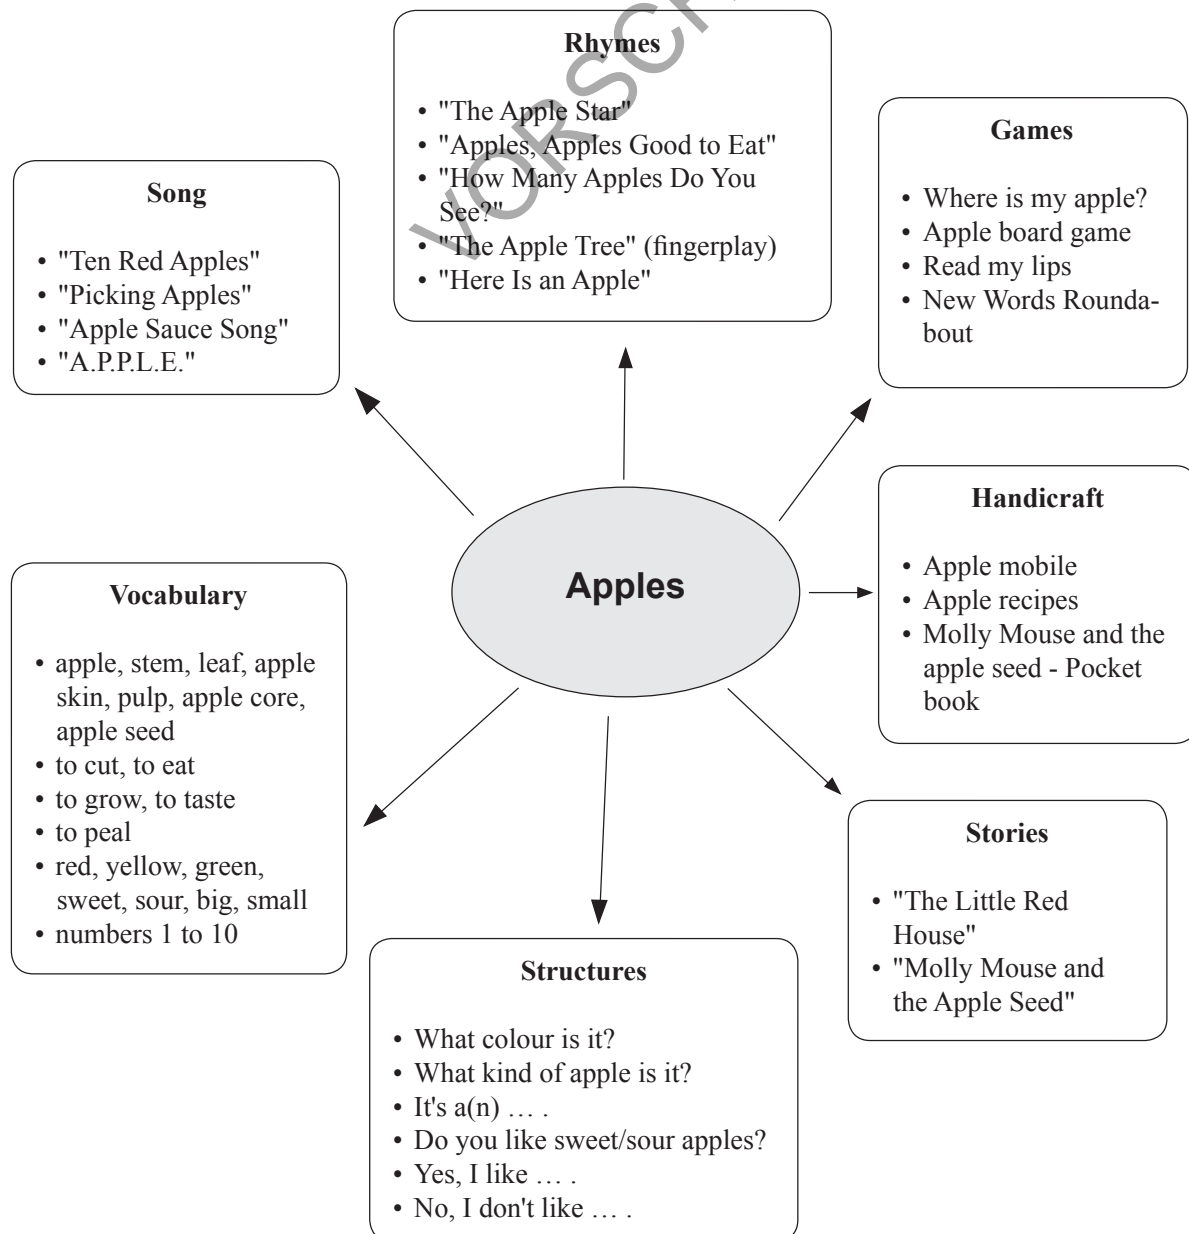 Rhymes
• "The Apple Star"
• "Apples, Apples Good to Eat"
• "How Many Apples Do You
See?"
• "The Apple Tree" (fingerplay)
• "Here Is an Apple"
Games
• Where is my apple?
• Apple board game
• Read my lips
• New Words Rounda-
bout
Song
• "Ten Red Apples"
• "Picking Apples"
• "Apple Sauce Song"
• "A.P.P.L.E."
Apples
Handicraft
• Apple mobile
• Apple recipes
• Molly Mouse and the
apple seed - Pocket
book
Vocabulary
• apple, stem, leaf, apple
skin, pulp, apple core,
apple seed
• to cut, to eat
• to grow, to taste
• to peal
• red, yellow, green,
sweet, sour, big, small
• numbers 1 to 10
Stories
• "The Little Red
House"
• "Molly Mouse and
the Apple Seed"
Structures
• What colour is it?
• What kind of apple is it?
• It's a(n) … .
• Do you like sweet/sour apples?
• Yes, I like … .
• No, I don't like … .